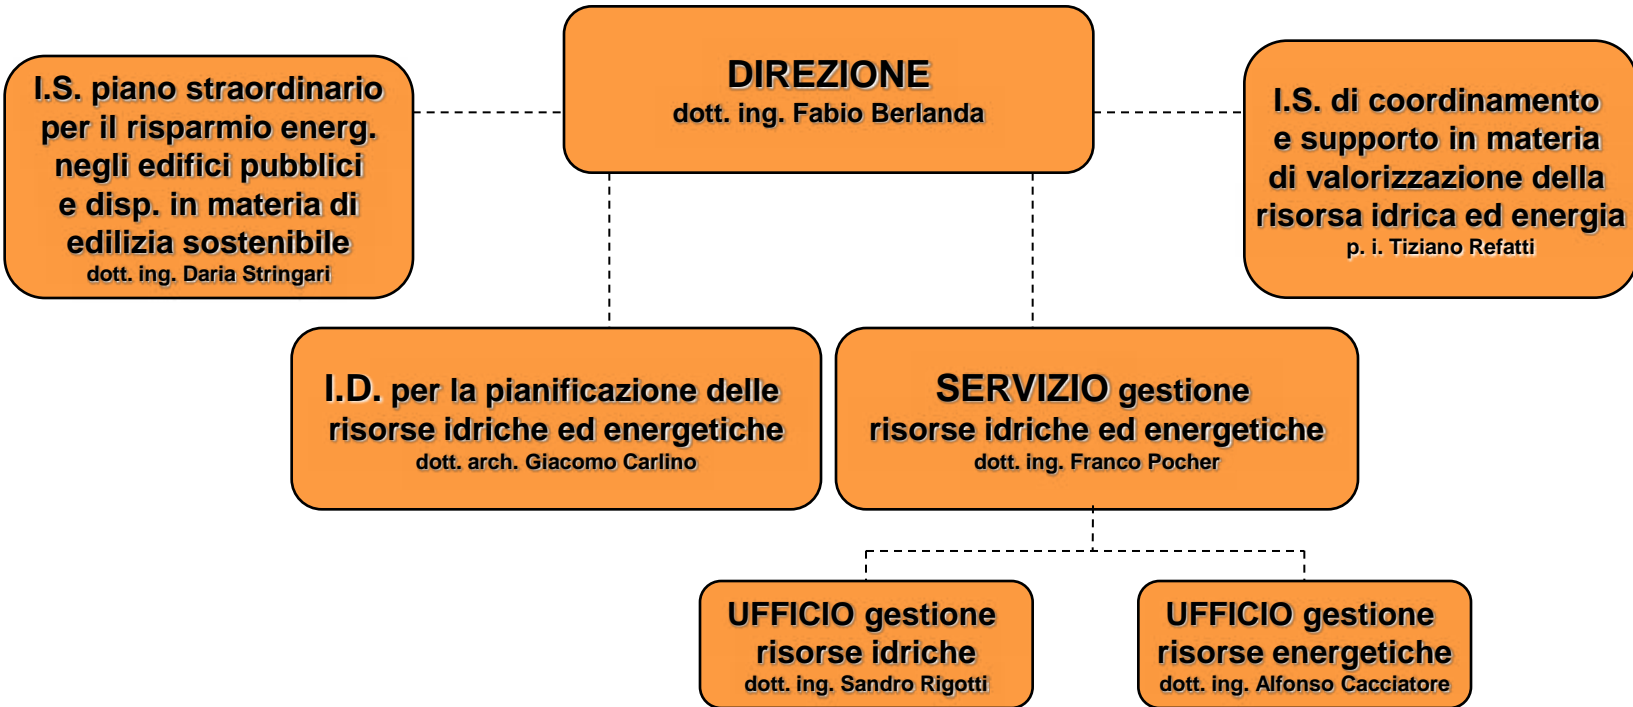 DIREZIONE
dott. ing. Fabio Berlanda
I.S. piano straordinario
per il risparmio energ.
negli edifici pubblici
e disp. in materia di
edilizia sostenibile
dott. ing. Daria Stringari
I.S. di coordinamento
e supporto in materia
di valorizzazione della
risorsa idrica ed energia
p. i. Tiziano Refatti
I.D. per la pianificazione delle
risorse idriche ed energetiche
dott. arch. Giacomo Carlino
SERVIZIO gestione
risorse idriche ed energetiche
dott. ing. Franco Pocher
UFFICIO gestione
risorse idriche
dott. ing. Sandro Rigotti
UFFICIO gestione
risorse energetiche
dott. ing. Alfonso Cacciatore